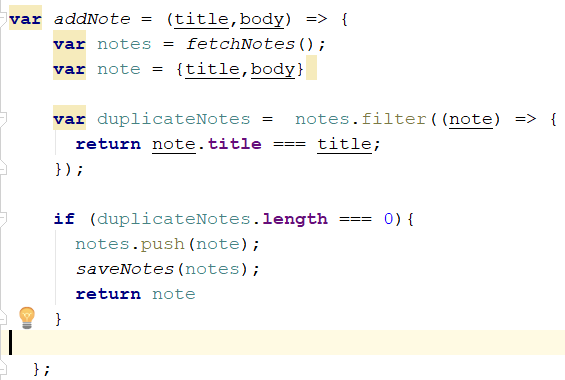 var addNote = (title,body) => {
var notes = fetchNotes();
var note = {title,body}
var duplicateNotes =  notes.filter((note) => {
return note.title === title;
});
if (duplicateNotes.length === 0){
notes.push(note);
saveNotes(notes);
return note
}
};